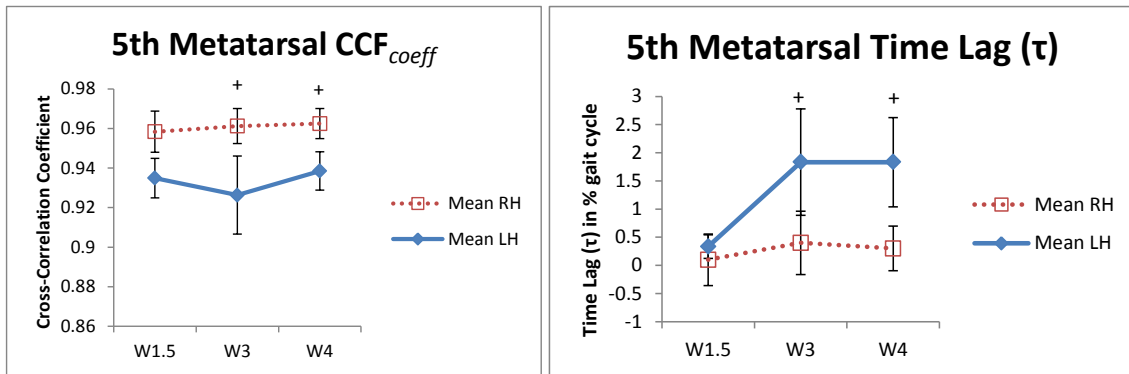 5th Metatarsal CCFcoeff
Cross-Correlation Coefficient
0.98
0.96
0.94
0.92
0.9
0.88
0.86
+ +
W1.5 W3 W4
Mean RH
Mean LH
5th Metatarsal Time Lag (τ)
Time Lag (τ) in % gait cycle
3
2.5
2
1.5
1
0.5
0
-0.5
-1
+ +
W1.5 W3 W4
Mean RH
Mean LH